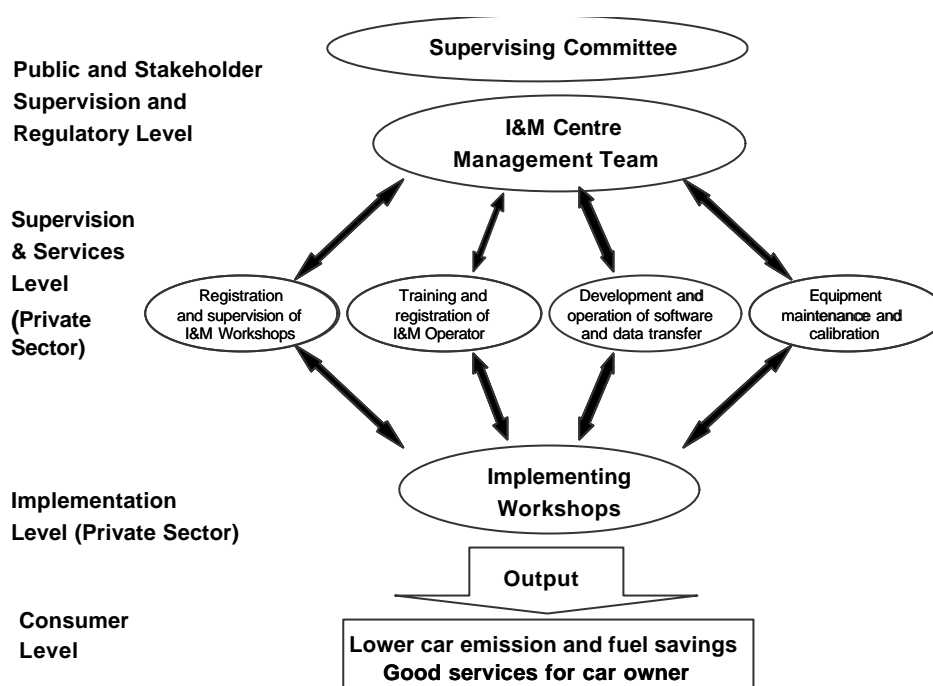 Supervising Committee
Public and Stakeholder
Supervision and
Regulatory Level
I&M Centre
Management Team
Supervision
& Services
Level
(Private
Sector)
Registration
and supervision of
I&M Workshops
Training and
registration of
I&M Operator
Development and
operation of software
and data transfer
Equipment
maintenance and
calibration
Implementing
Workshops
Implementation
Level (Private Sector)
Output
Consumer
Level
Lower car emission and fuel savings
Good services for car owner